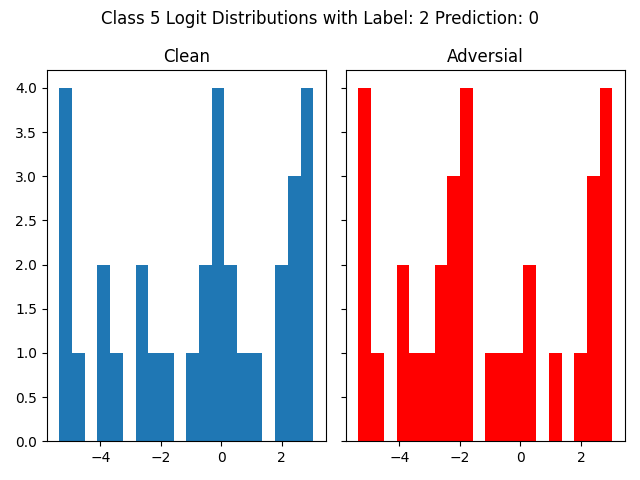 Class 5 Logit Distributions with Label: 2 Prediction: 0
Clean
Adversial
4.0
3.5
3.0
2.5
2.0
1.5
1.0
0.5
0.0
−4 −2 0 2
−4 −2 0 2